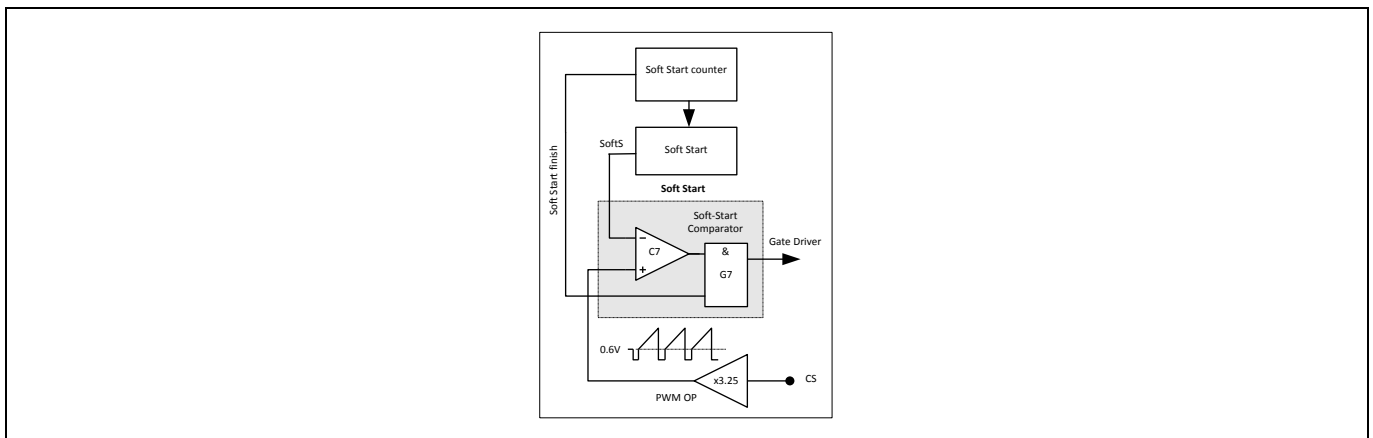 Soft Start counter
SoftS
Soft Start
Soft Start finish
Soft Start
Soft-Start
Comparator
Gate Driver
−
C7
+
&
G7
0.6V
x3.25
CS
PWM OP